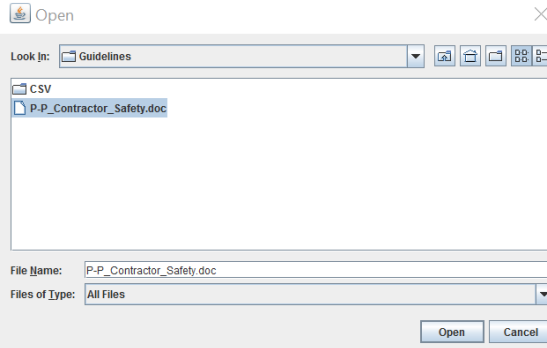 Open
Look In: Guidelines
CSV
P-P_Contractor_Safety.doc
File Name: P-P_Contractor_Safety.doc
Files of Type: All Files
Open Cancel